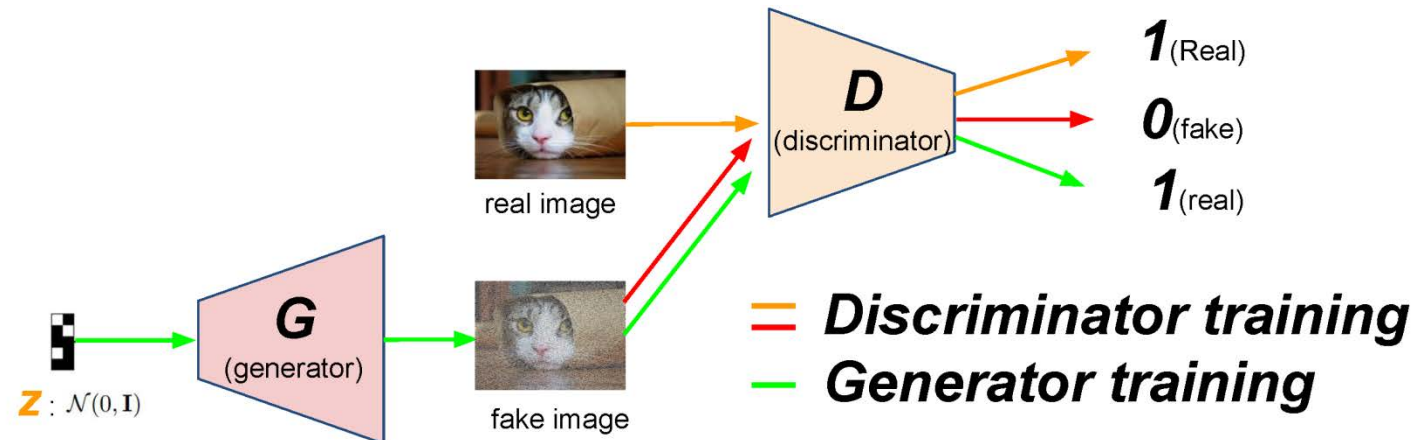 1(Real)
D
(discriminator)
0(fake)
real image
1(real)
G
(generator)
Discriminator training
Generator training
z : 𝒩(0, I)
fake image